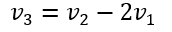 v₃ = v₂ − 2v₁